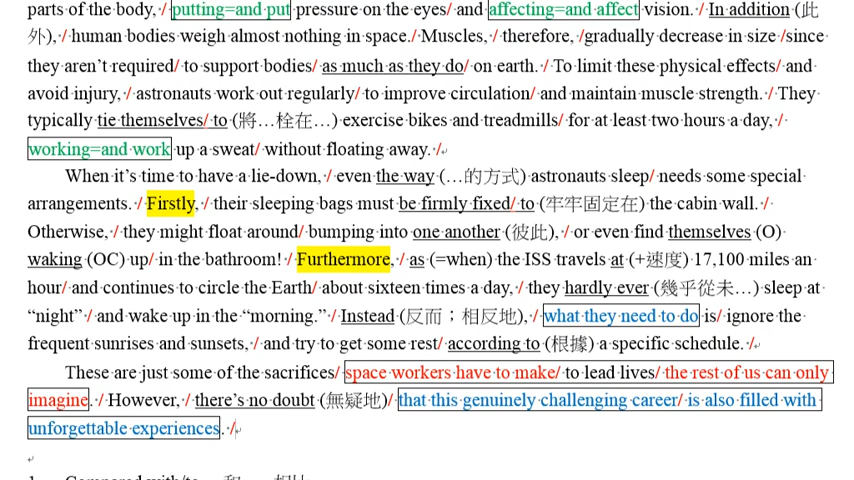 parts of the body, / putting=and put pressure on the eyes/ and affecting=and affect vision. / In addition (此
外), / human bodies weigh almost nothing in space./ Muscles, / therefore, /gradually decrease in size /since
they aren't required/ to support bodies/ as much as they do/ on earth. / To limit these physical effects/ and
avoid injury, / astronauts work out regularly/ to improve circulation/ and maintain muscle strength. / They
typically tie themselves/ to (將…栓在…) exercise bikes and treadmills/ for at least two hours a day, /
working=and work up a sweat/ without floating away. /
When it's time to have a lie-down, / even the way (…的方式) astronauts sleep/ needs some special
arrangements. / Firstly, / their sleeping bags must be firmly fixed/ to (牢牢固定在) the cabin wall. /
Otherwise, / they might float around/ bumping into one another (彼此), / or even find themselves (O)
waking (OC) up/ in the bathroom! / Furthermore, / as (=when) the ISS travels at (+速度) 17,100 miles an
hour/ and continues to circle the Earth/ about sixteen times a day, / they hardly ever (幾乎從未…) sleep at
“night” / and wake up in the “morning.” / Instead (反而；相反地), / what they need to do is/ ignore the
frequent sunrises and sunsets, / and try to get some rest/ according to (根據) a specific schedule. /
These are just some of the sacrifices/ space workers have to make/ to lead lives/ the rest of us can only
imagine. / However, / there's no doubt (無疑地)/ that this genuinely challenging career/ is also filled with
unforgettable experiences. /